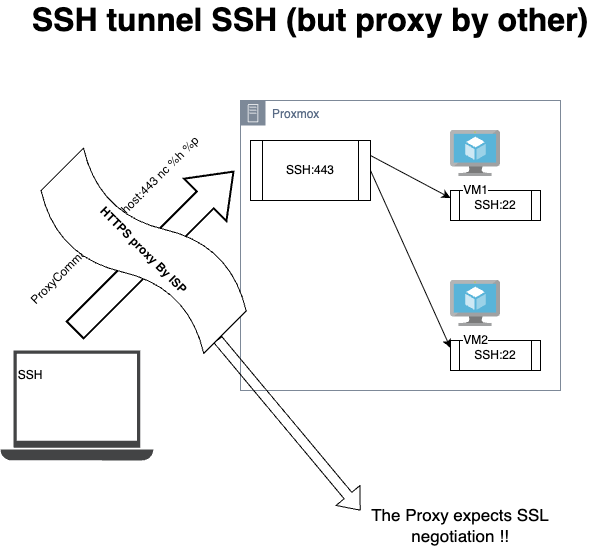 SSH tunnel SSH (but proxy by other)
Proxmox
host:443 nc %h %p
SSH:443
VM1
SSH:22
HTTPS proxy By ISP
ProxyComm
VM2
SSH:22
SSH
The Proxy expects SSL
negotiation !!